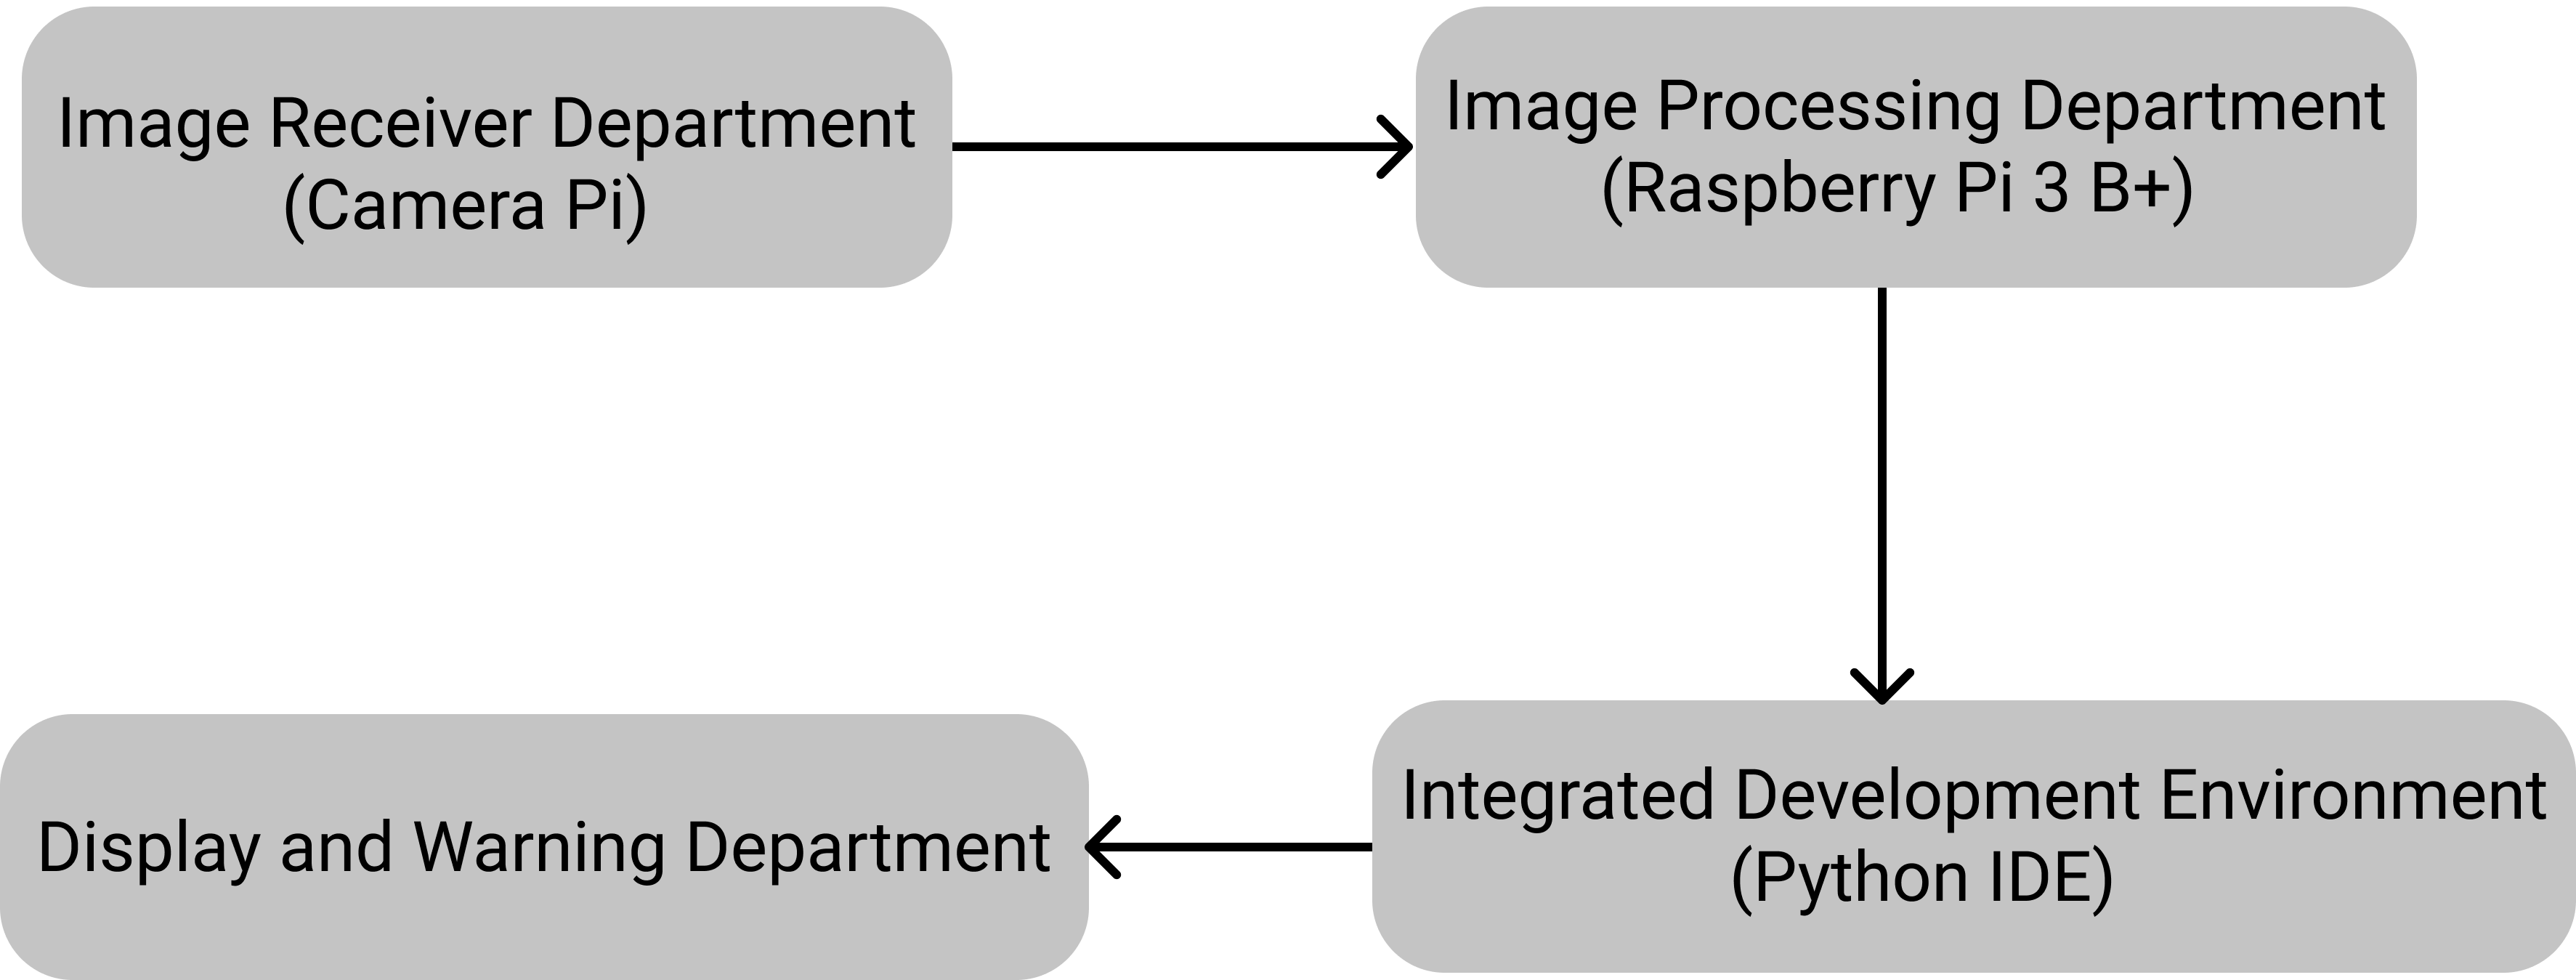 Image Receiver Department
(Camera Pi)
Image Processing Department
(Raspberry Pi 3 B+)
Integrated Development Environment
(Python IDE)
Display and Warning Department